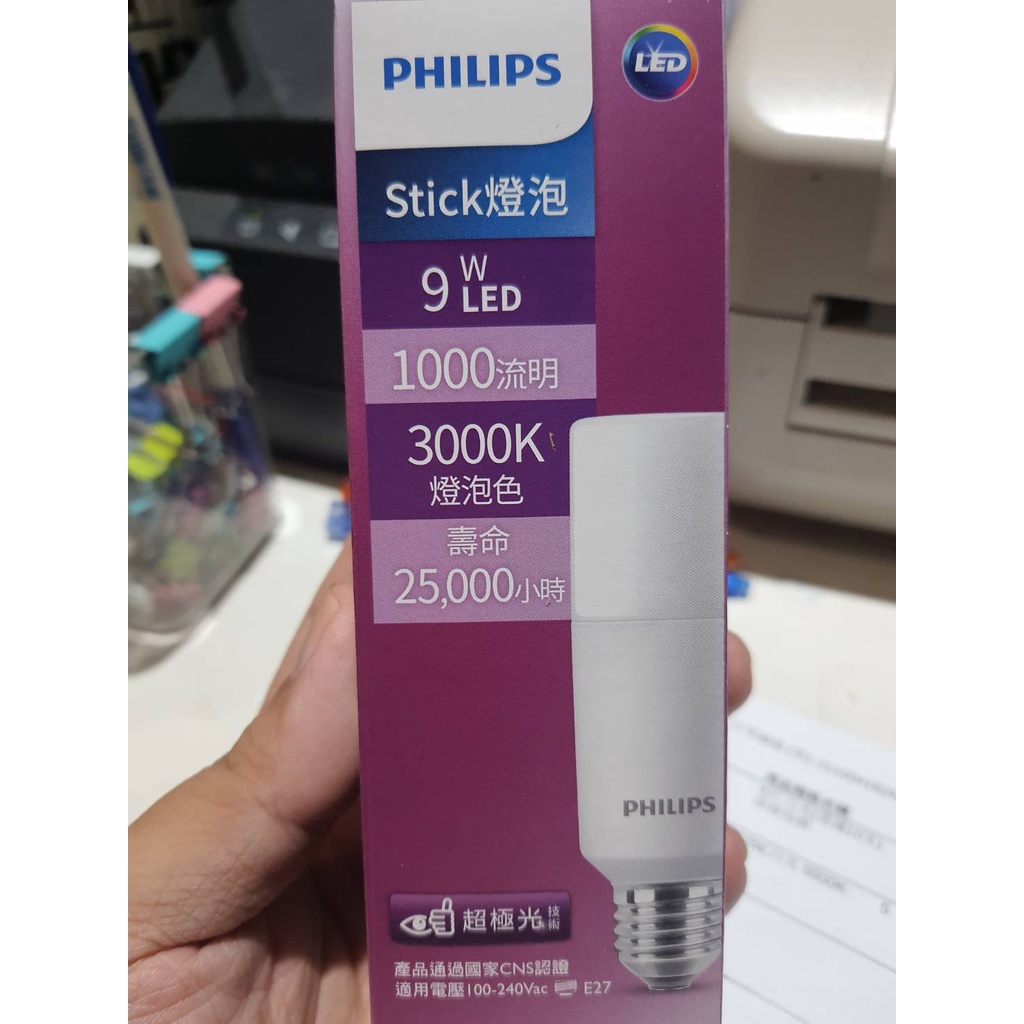 PHILIPS
LED
Stick燈泡
9 W LED
1000流明
3000K
燈泡色
壽命
25,000小時
PHILIPS
超極光技術
產品通過國家CNS認證
適用電壓100-240Vac E27